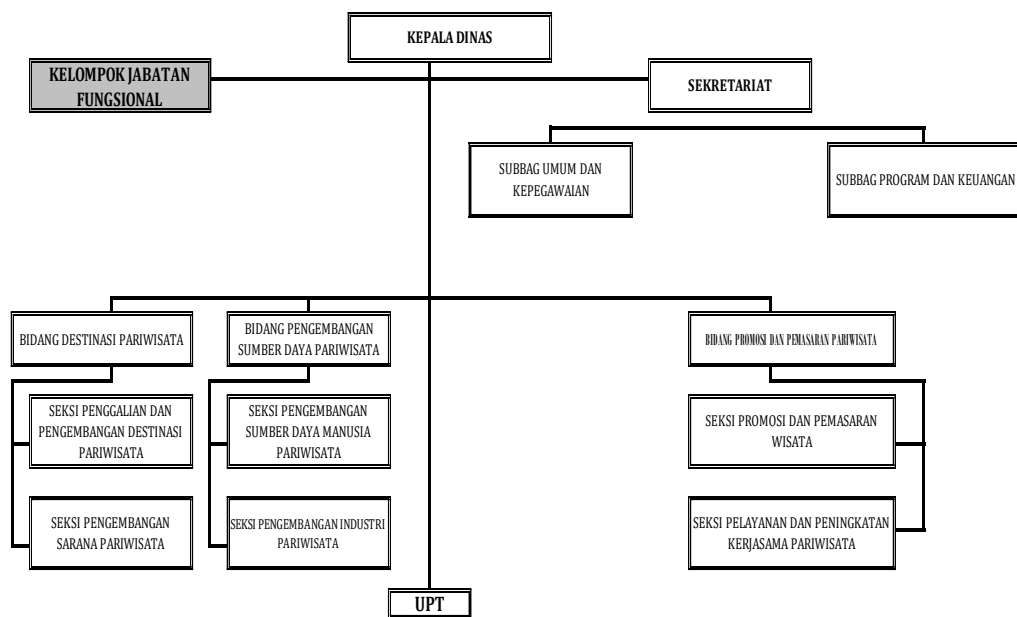 KEPALA DINAS
KELOMPOK JABATAN
FUNGSIONAL
SEKRETARIAT
SUBBAG UMUM DAN
KEPEGAWAIAN
SUBBAG PROGRAM DAN KEUANGAN
BIDANG DESTINASI PARIWISATA
BIDANG PENGEMBANGAN
SUMBER DAYA PARIWISATA
BIDANG PROMOSI DAN PEMASARAN PARIWISATA
SEKSI PENGGALIAN DAN
PENGEMBANGAN DESTINASI
PARIWISATA
SEKSI PENGEMBANGAN
SUMBER DAYA MANUSIA
PARIWISATA
SEKSI PROMOSI DAN PEMASARAN
WISATA
SEKSI PENGEMBANGAN
SARANA PARIWISATA
SEKSI PENGEMBANGAN INDUSTRI
PARIWISATA
SEKSI PELAYANAN DAN PENINGKATAN
KERJASAMA PARIWISATA
UPT